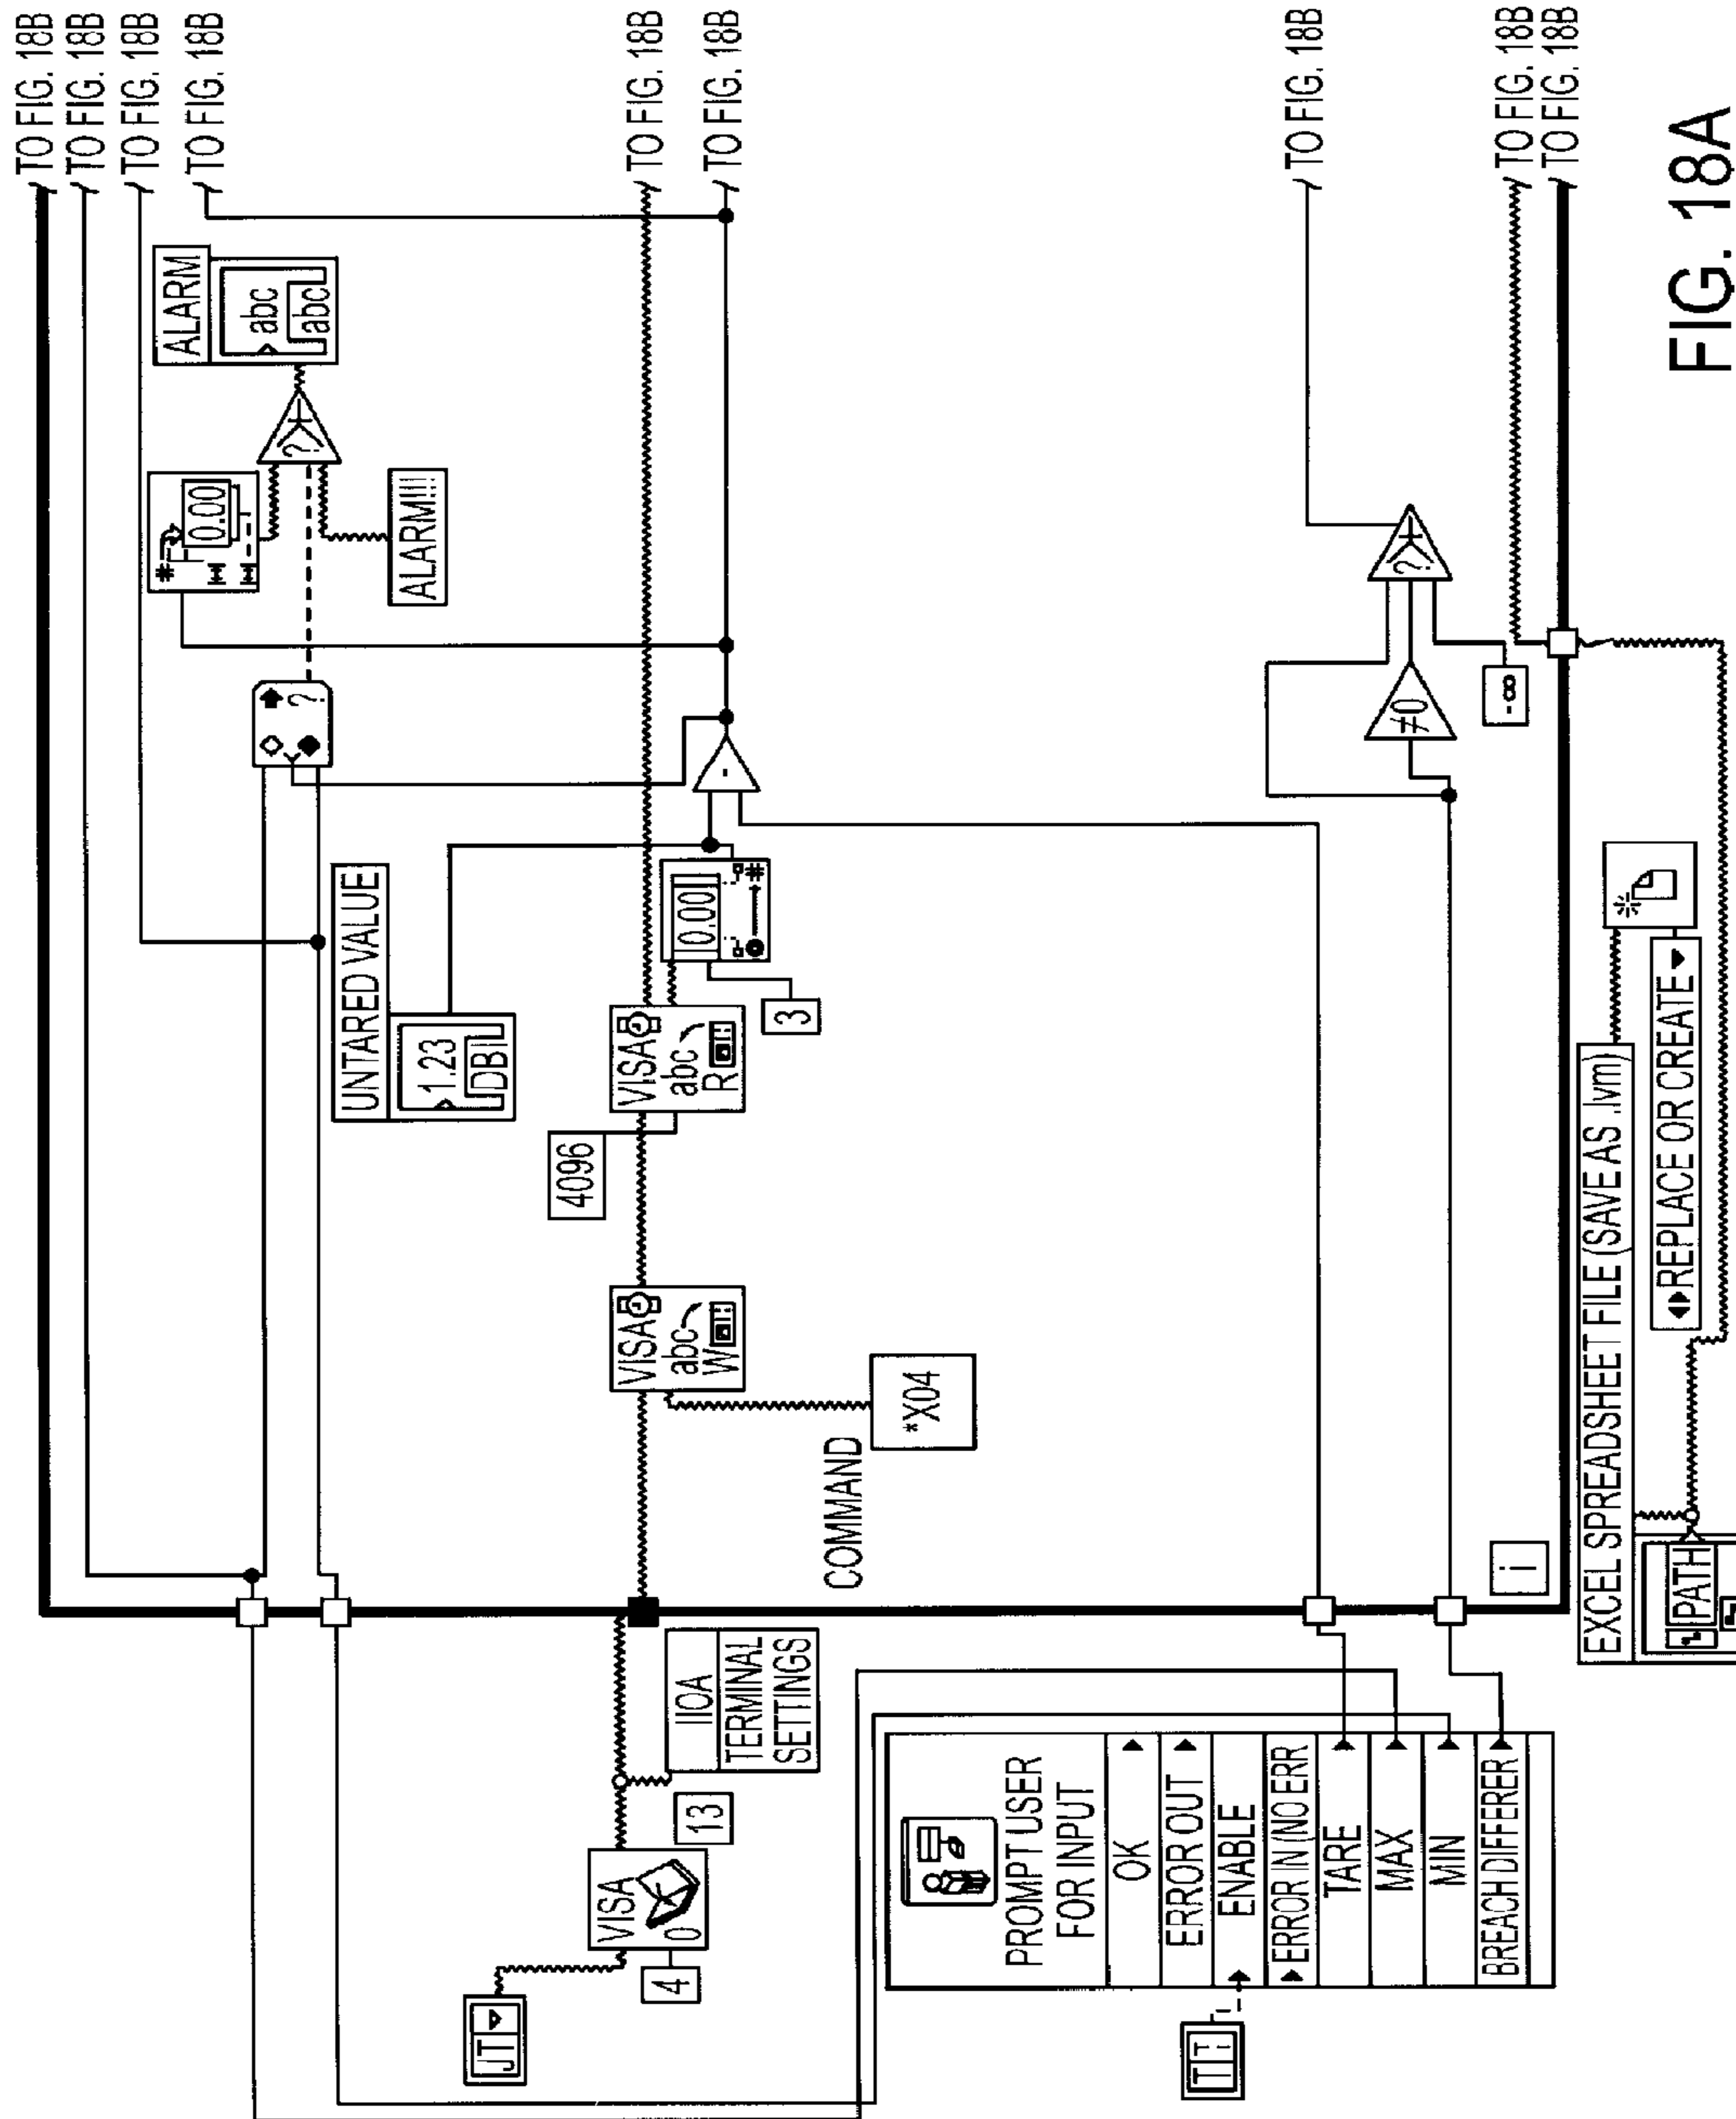 TO FIG. 18B
TO FIG. 18B
TO FIG. 18B
TO FIG. 18B
ALARM
abc
abc
#
F
0.00
?
?
ALARM!!!
UNTARED VALUE
1.23
DBl
TO FIG. 18B
TO FIG. 18B
-
VISA
abc
W
VISA
abc
R
4096
0.00
#
3
COMMAND
*X04
JT
VISA
0
4
13
IIOA
TERMINAL
SETTINGS
PROMPT USER
FOR INPUT
OK
ERROR OUT
ENABLE
ERROR IN (NO ERR
TARE
MAX
MIN
BREACH DIFFERER
TO FIG. 18B
≠0
?
-∞
i
TO FIG. 18B
TO FIG. 18B
EXCEL SPREADSHEET FILE (SAVE AS .lvm)
PATH
REPLACE OR CREATE
FIG. 18A